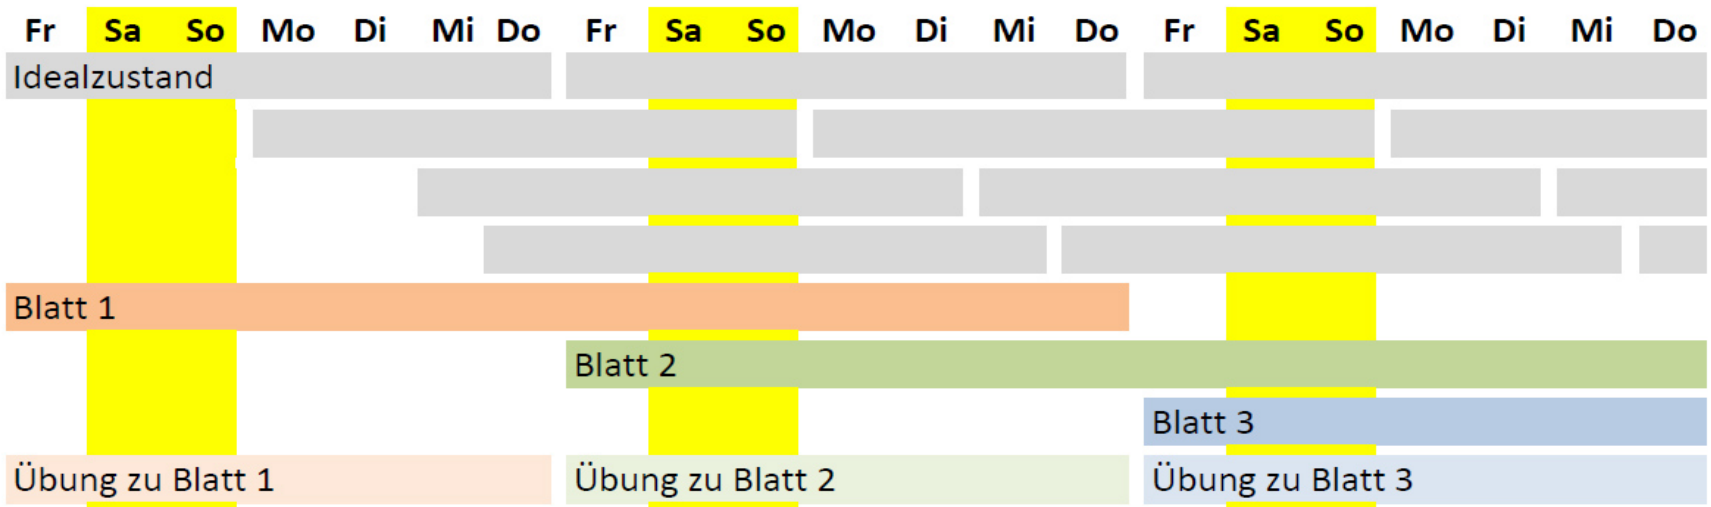 Fr Sa So Mo Di Mi Do Fr Sa So Mo Di Mi Do Fr Sa So Mo Di Mi Do
Idealzustand
Blatt 1
Blatt 2
Blatt 3
Übung zu Blatt 1 Übung zu Blatt 2 Übung zu Blatt 3